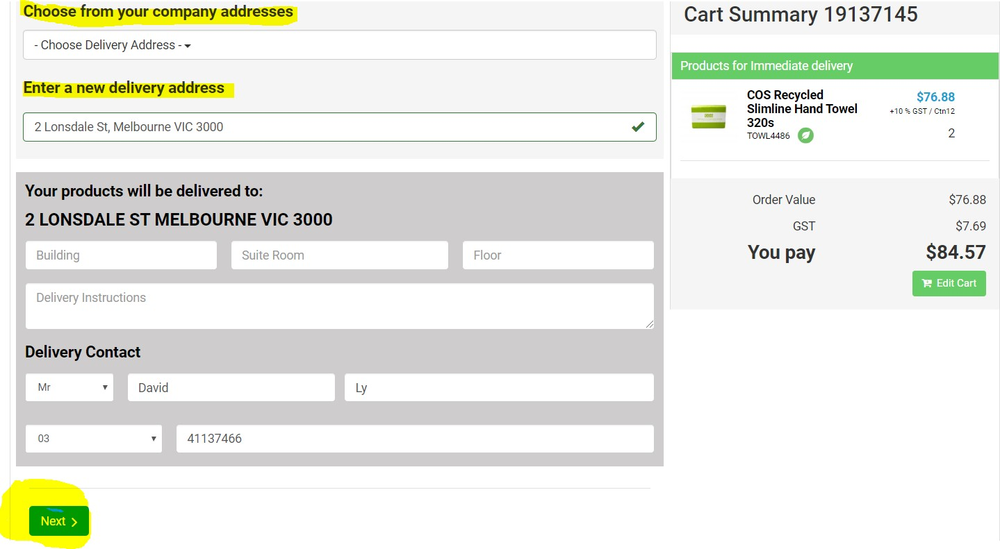 Choose from your company addresses
- Choose Delivery Address -
Enter a new delivery address
2 Lonsdale St, Melbourne VIC 3000
Your products will be delivered to:
2 LONSDALE ST MELBOURNE VIC 3000
Building Suite Room Floor
Delivery Instructions
Delivery Contact
Mr David Ly
03 41137466
Next
Cart Summary 19137145
Products for Immediate delivery
COS Recycled $76.88
Slimline Hand Towel +10 % GST / Ctn12
320s
TOWL4486 2
Order Value $76.88
GST $7.69
You pay $84.57
Edit Cart